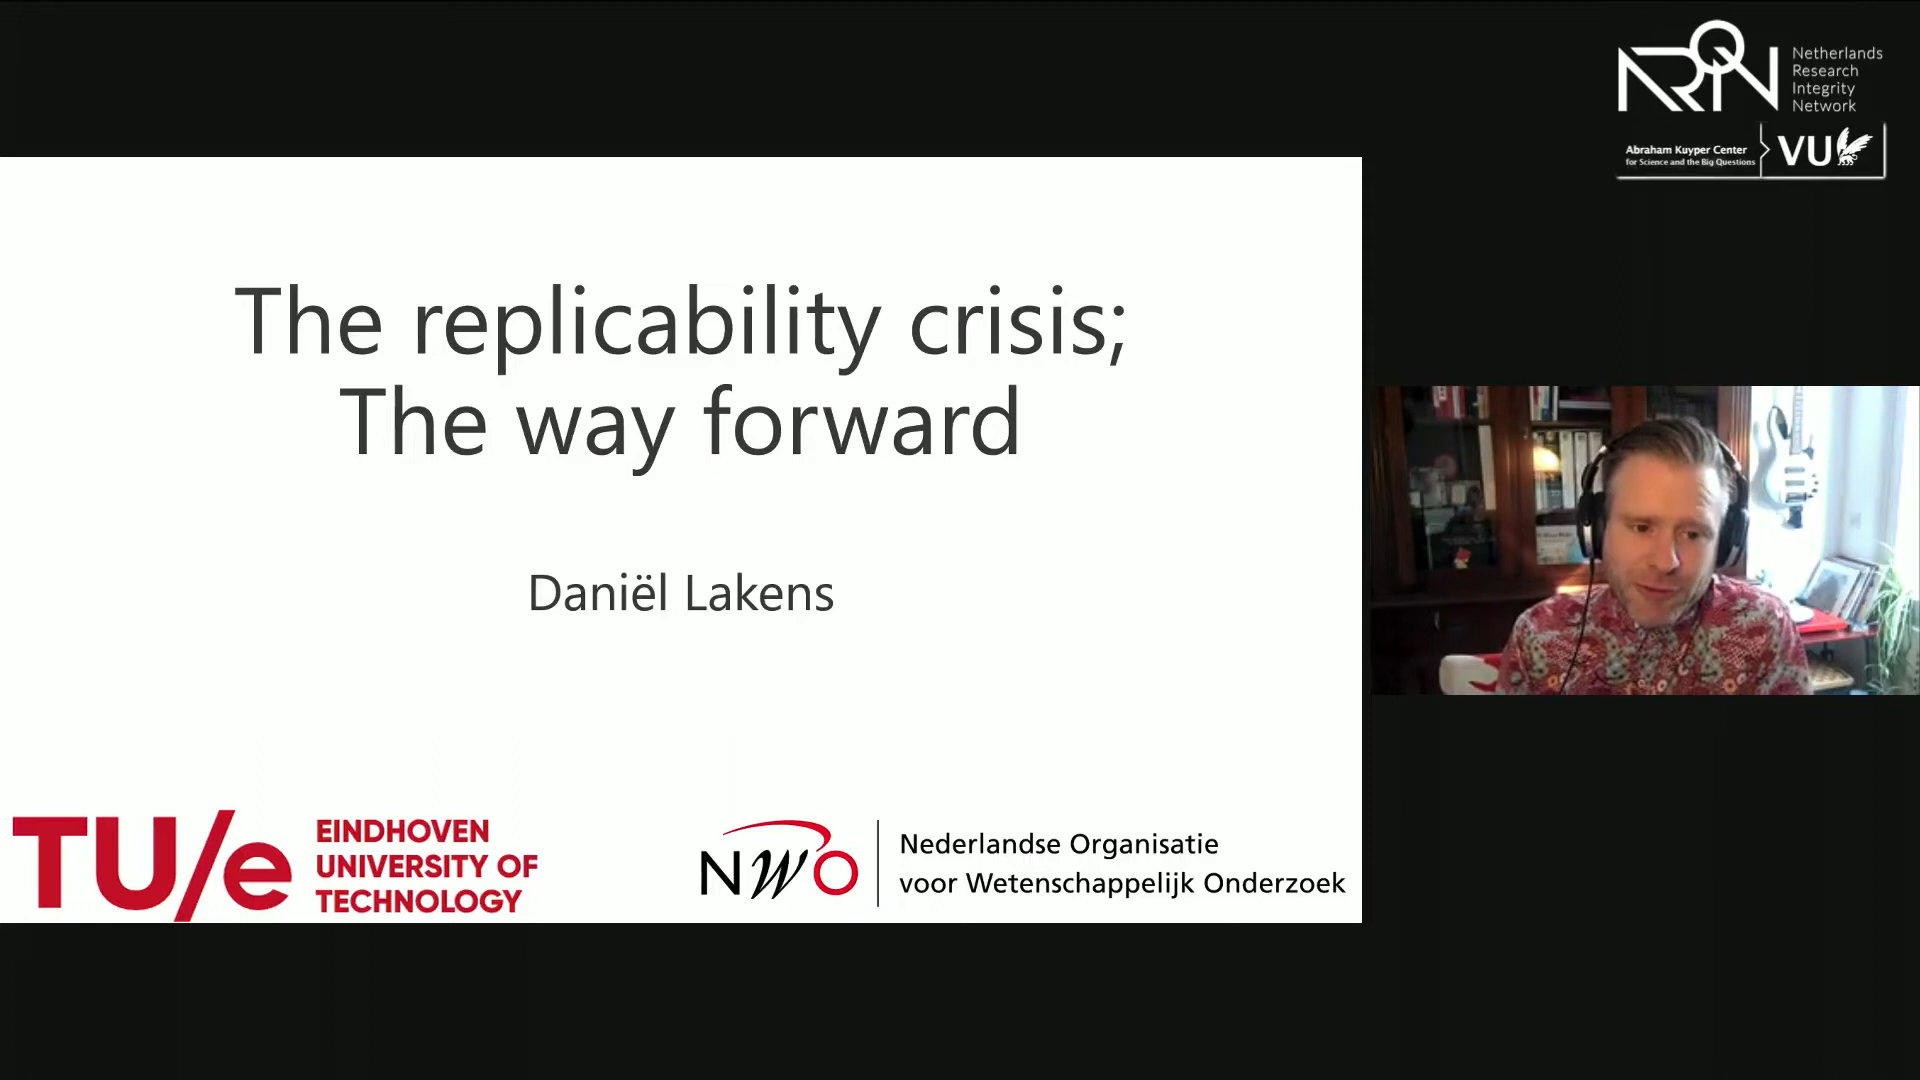 NRIN
Netherlands
Research
Integrity
Network
Abraham Kuyper Center
for Science and the Big Questions
VU
The replicability crisis;
The way forward
Daniël Lakens
TU/e
EINDHOVEN
UNIVERSITY OF
TECHNOLOGY
NWO
Nederlandse Organisatie
voor Wetenschappelijk Onderzoek